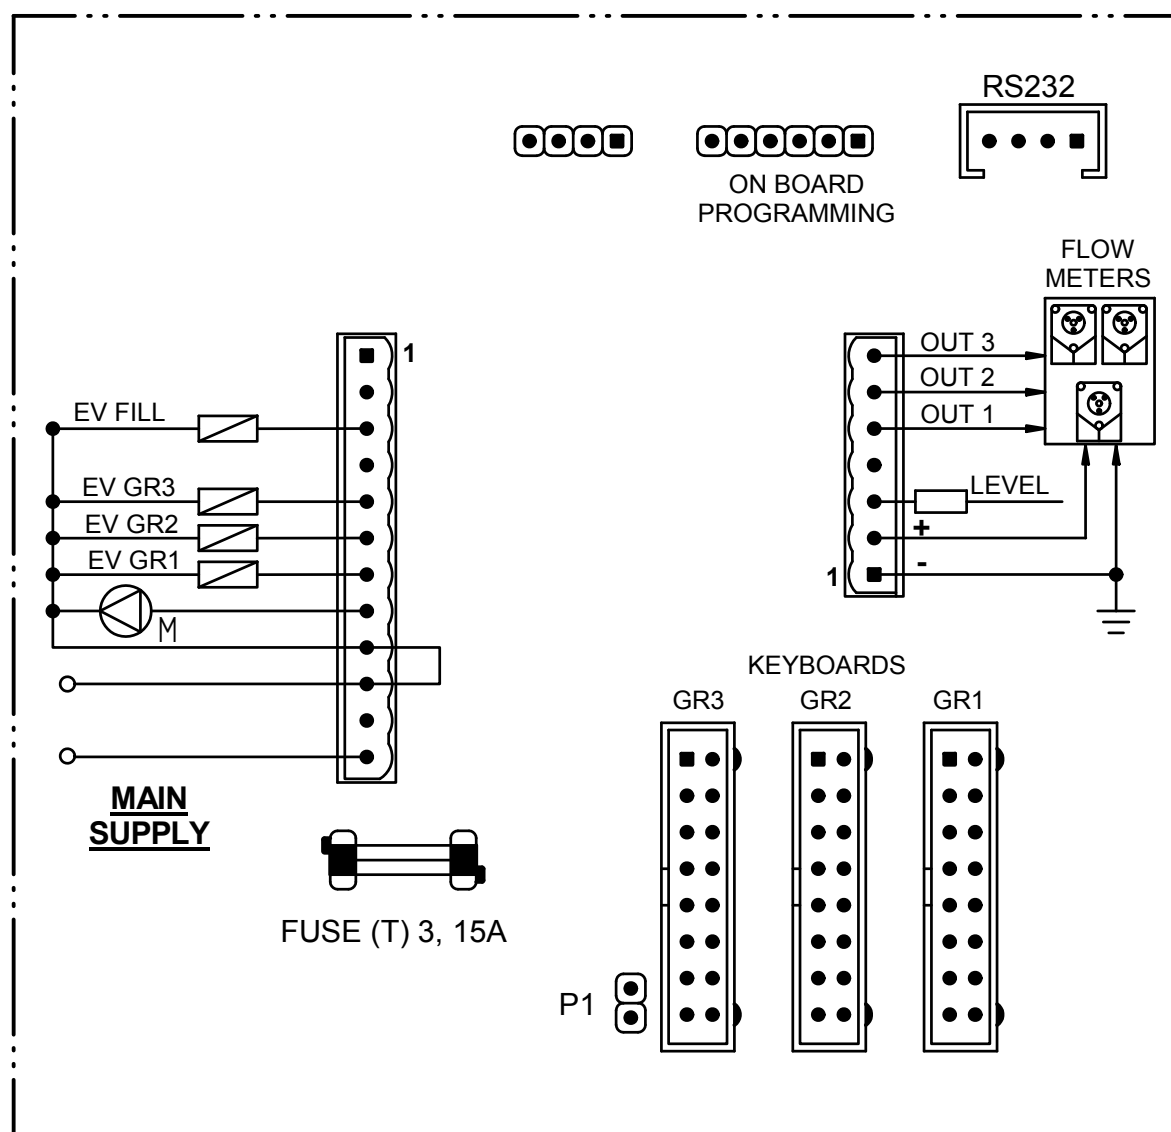 RS232
ON BOARD
PROGRAMMING
FLOW
METERS
1
OUT 3
OUT 2
EV FILL
OUT 1
EV GR3
LEVEL
EV GR2
+
EV GR1
-
1
M
KEYBOARDS
GR3
GR2
GR1
MAIN
SUPPLY
FUSE (T) 3, 15A
P1